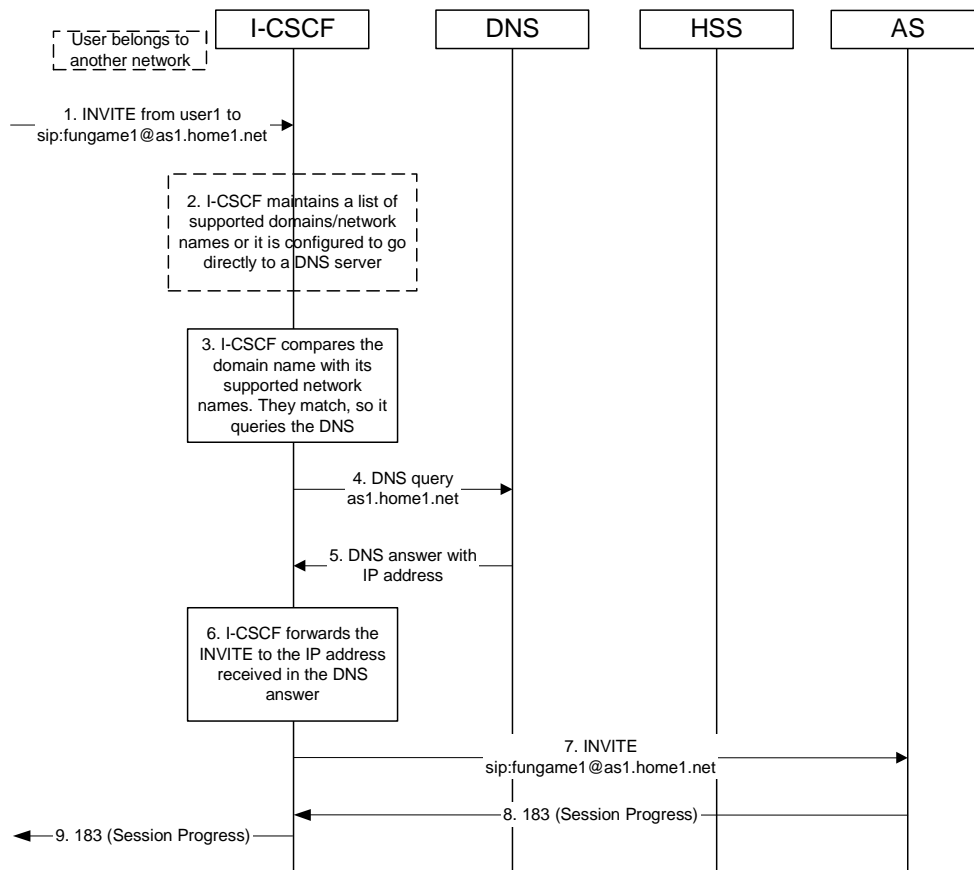 I-CSCF
DNS
HSS
AS
User belongs to
another network
1. INVITE from user1 to
sip:fungame1@as1.home1.net
2. I-CSCF maintains a list of
supported domains/network
names or it is configured to go
directly to a DNS server
3. I-CSCF compares the
domain name with its
supported network
names. They match, so it
queries the DNS
4. DNS query
as1.home1.net
5. DNS answer with
IP address
6. I-CSCF forwards the
INVITE to the IP address
received in the DNS
answer
7. INVITE
sip:fungame1@as1.home1.net
8. 183 (Session Progress)
9. 183 (Session Progress)